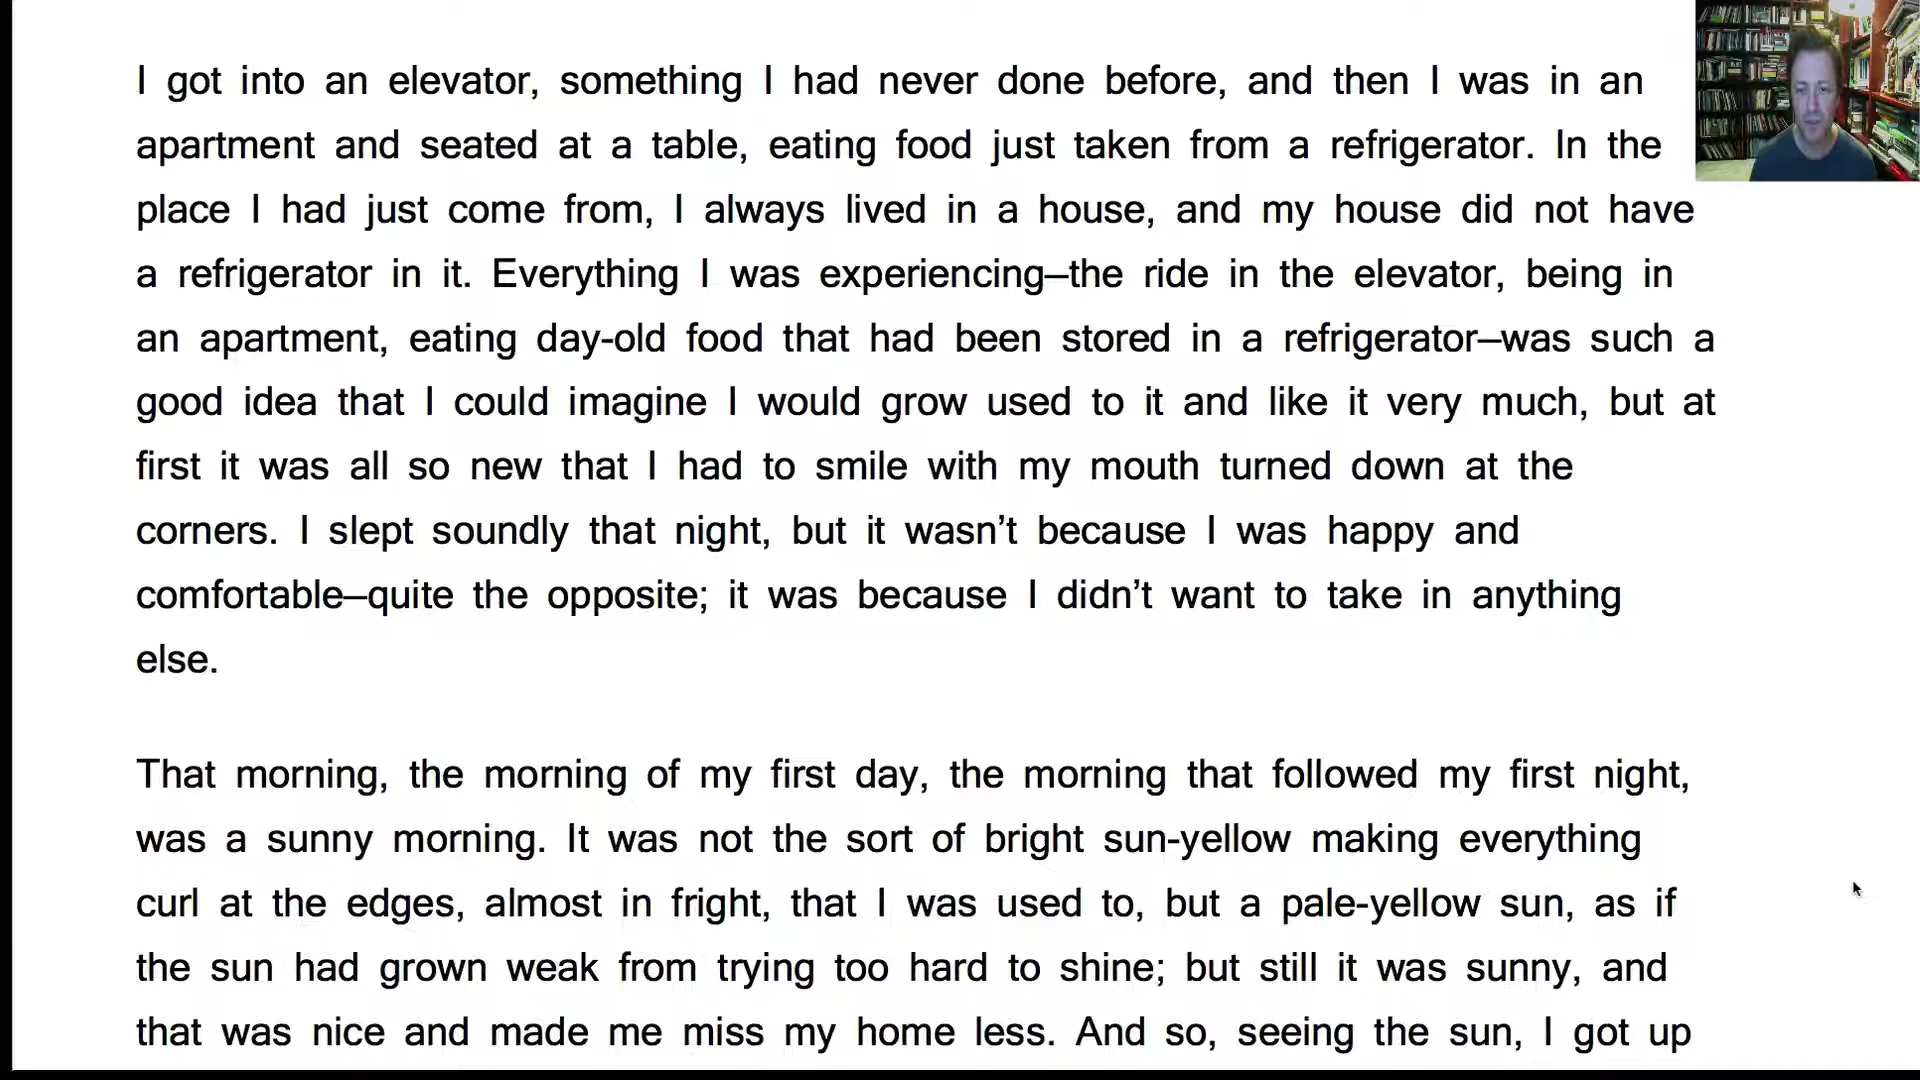 I got into an elevator, something I had never done before, and then I was in an
apartment and seated at a table, eating food just taken from a refrigerator. In the
place I had just come from, I always lived in a house, and my house did not have
a refrigerator in it. Everything I was experiencing—the ride in the elevator, being in
an apartment, eating day-old food that had been stored in a refrigerator—was such a
good idea that I could imagine I would grow used to it and like it very much, but at
first it was all so new that I had to smile with my mouth turned down at the
corners. I slept soundly that night, but it wasn’t because I was happy and
comfortable—quite the opposite; it was because I didn’t want to take in anything
else.
That morning, the morning of my first day, the morning that followed my first night,
was a sunny morning. It was not the sort of bright sun-yellow making everything
curl at the edges, almost in fright, that I was used to, but a pale-yellow sun, as if
the sun had grown weak from trying too hard to shine; but still it was sunny, and
that was nice and made me miss my home less. And so, seeing the sun, I got up